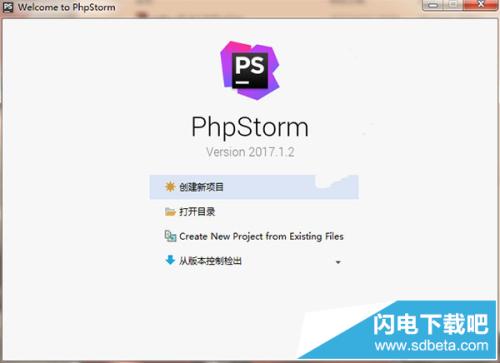 PS Welcome to PhpStorm
PS
PhpStorm
Version 2017.1.2
创建新项目
打开目录
Create New Project from Existing Files
从版本控制检出
闪电下载吧
www.sdbeta.com